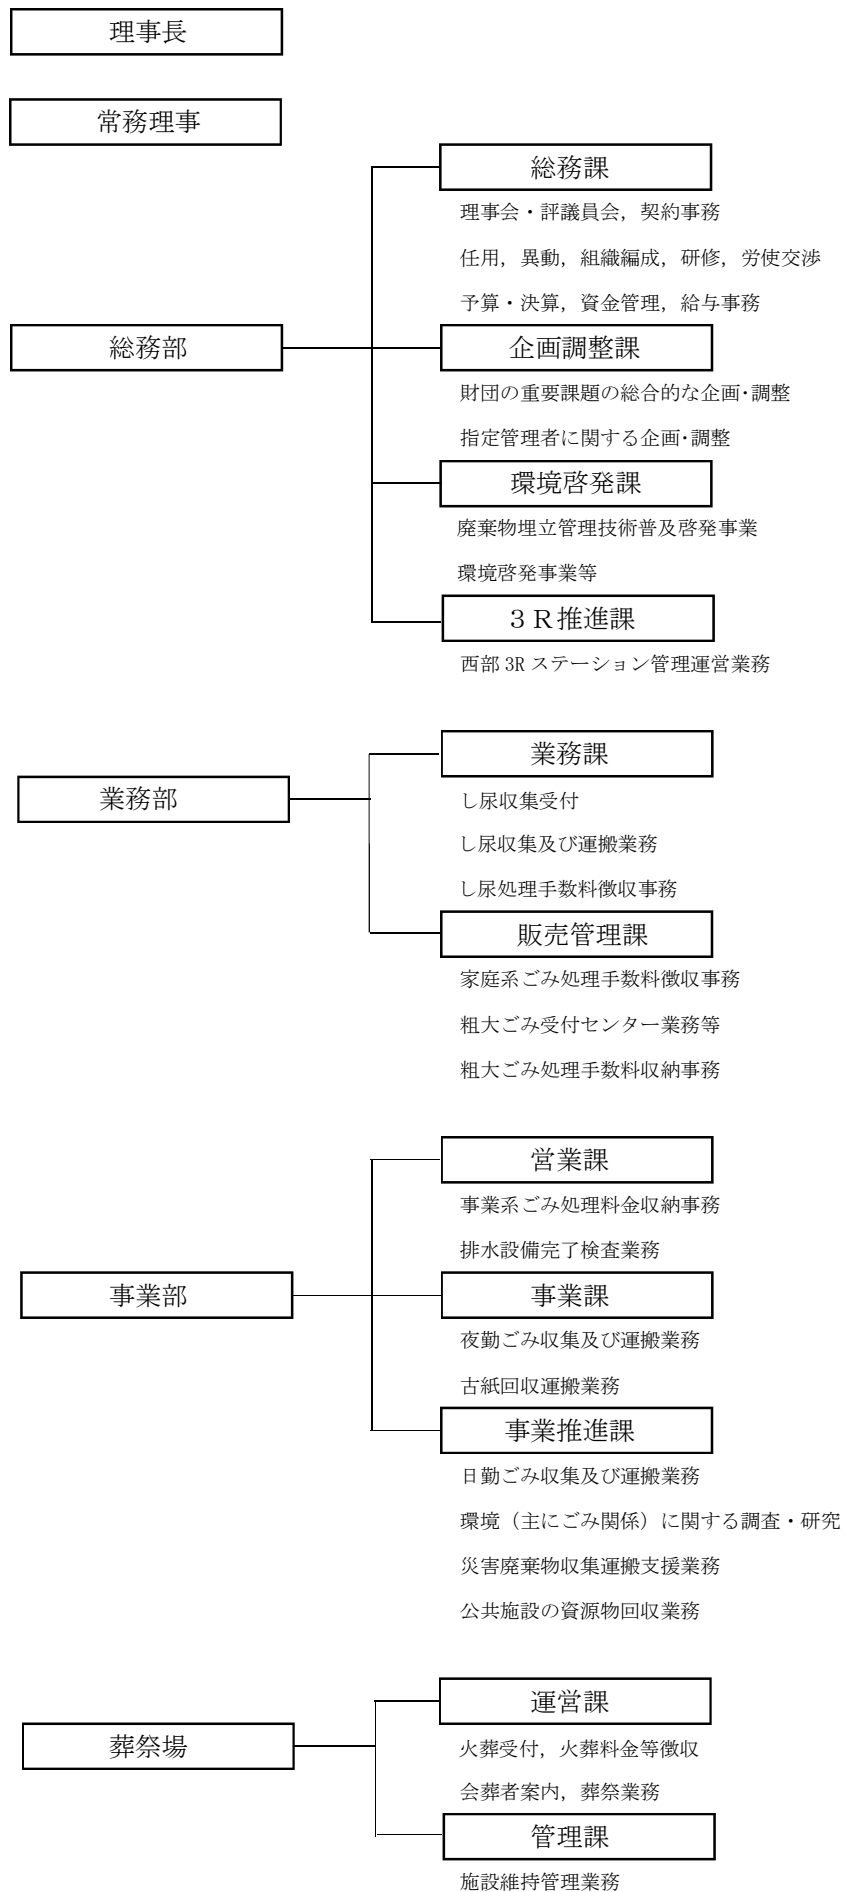 理事長
常務理事
総務課
理事会・評議員会，契約事務
任用，異動，組織編成，研修，労使交渉
予算・決算，資金管理，給与事務
総務部
企画調整課
財団の重要課題の総合的な企画･調整
指定管理者に関する企画･調整
環境啓発課
廃棄物埋立管理技術普及啓発事業
環境啓発事業等
３Ｒ推進課
西部 3R ステーション管理運営業務
業務課
業務部
し尿収集受付
し尿収集及び運搬業務
し尿処理手数料徴収事務
販売管理課
家庭系ごみ処理手数料徴収事務
粗大ごみ受付センター業務等
粗大ごみ処理手数料収納事務
営業課
事業系ごみ処理料金収納事務
排水設備完了検査業務
事業部
事業課
夜勤ごみ収集及び運搬業務
古紙回収運搬業務
事業推進課
日勤ごみ収集及び運搬業務
環境（主にごみ関係）に関する調査・研究
災害廃棄物収集運搬支援業務
公共施設の資源物回収業務
運営課
葬祭場
火葬受付，火葬料金等徴収
会葬者案内，葬祭業務
管理課
施設維持管理業務